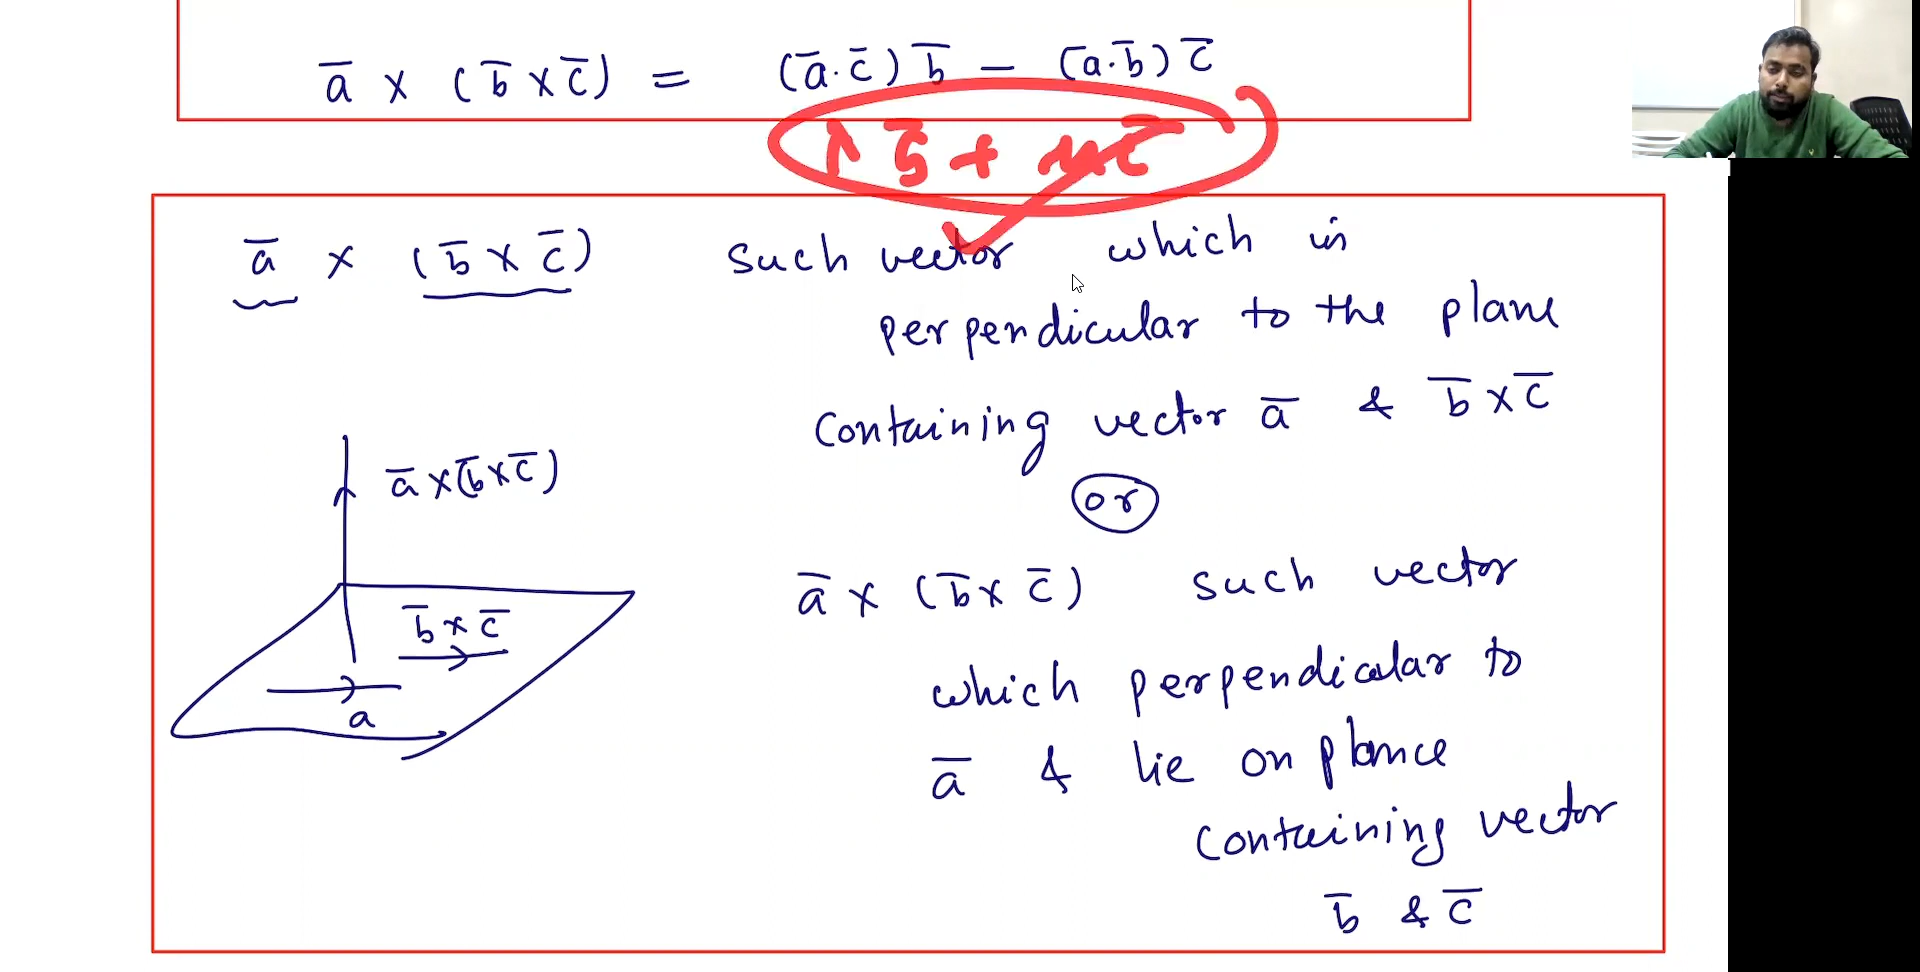 a̅ × (b̅ × c̅) = (a̅·c̅) b̅ − (a·b̅) c̅
λ b̅ + μ c̅
a̅ × (b̅ × c̅) such vector which is
perpendicular to the plane
containing vector a̅ & b̅ × c̅
or
a̅ × (b̅ × c̅)
a̅ × (b̅ × c̅) such vector
b̅ × c̅
which perpendicular to
a
a̅ & lie on plance
containing vector
b̅ & c̅